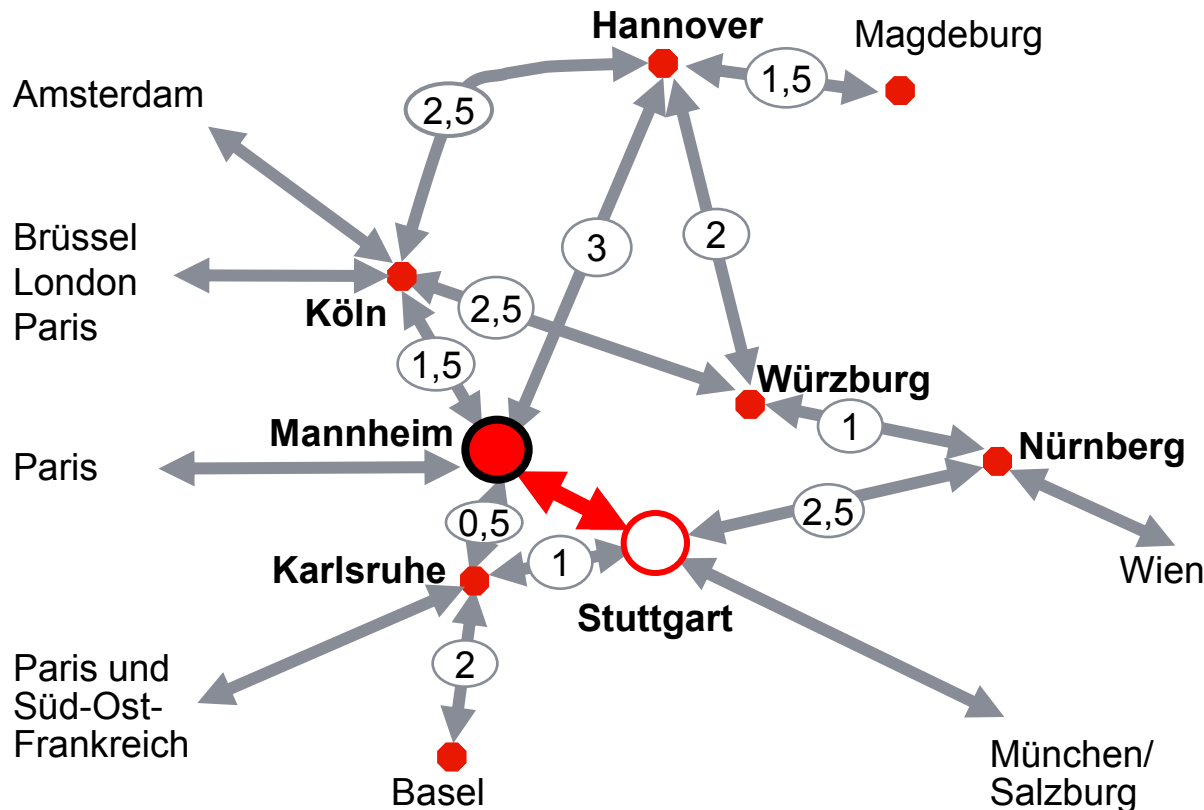 Hannover
Magdeburg
1,5
Amsterdam
2,5
Brüssel
London
Paris
3
2
Köln
2,5
1,5
Würzburg
Mannheim
1
Nürnberg
Paris
0,5
2,5
Karlsruhe
1
Wien
Stuttgart
Paris und
Süd-Ost-
Frankreich
2
München/
Salzburg
Basel